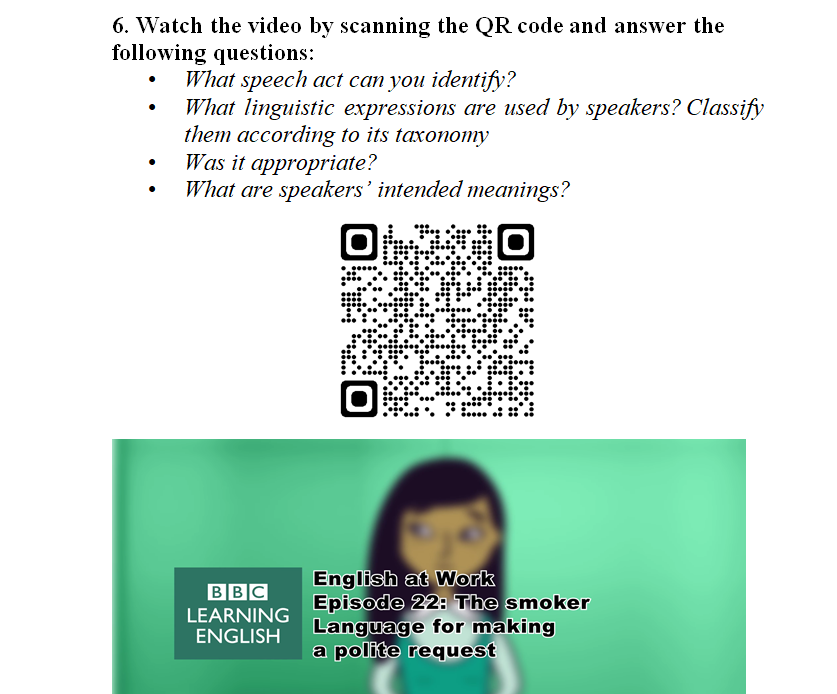 6. Watch the video by scanning the QR code and answer the
following questions:
• What speech act can you identify?
• What linguistic expressions are used by speakers? Classify
them according to its taxonomy
• Was it appropriate?
• What are speakers’ intended meanings?
BBC
LEARNING
ENGLISH
English at Work
Episode 22: The smoker
Language for making
a polite request